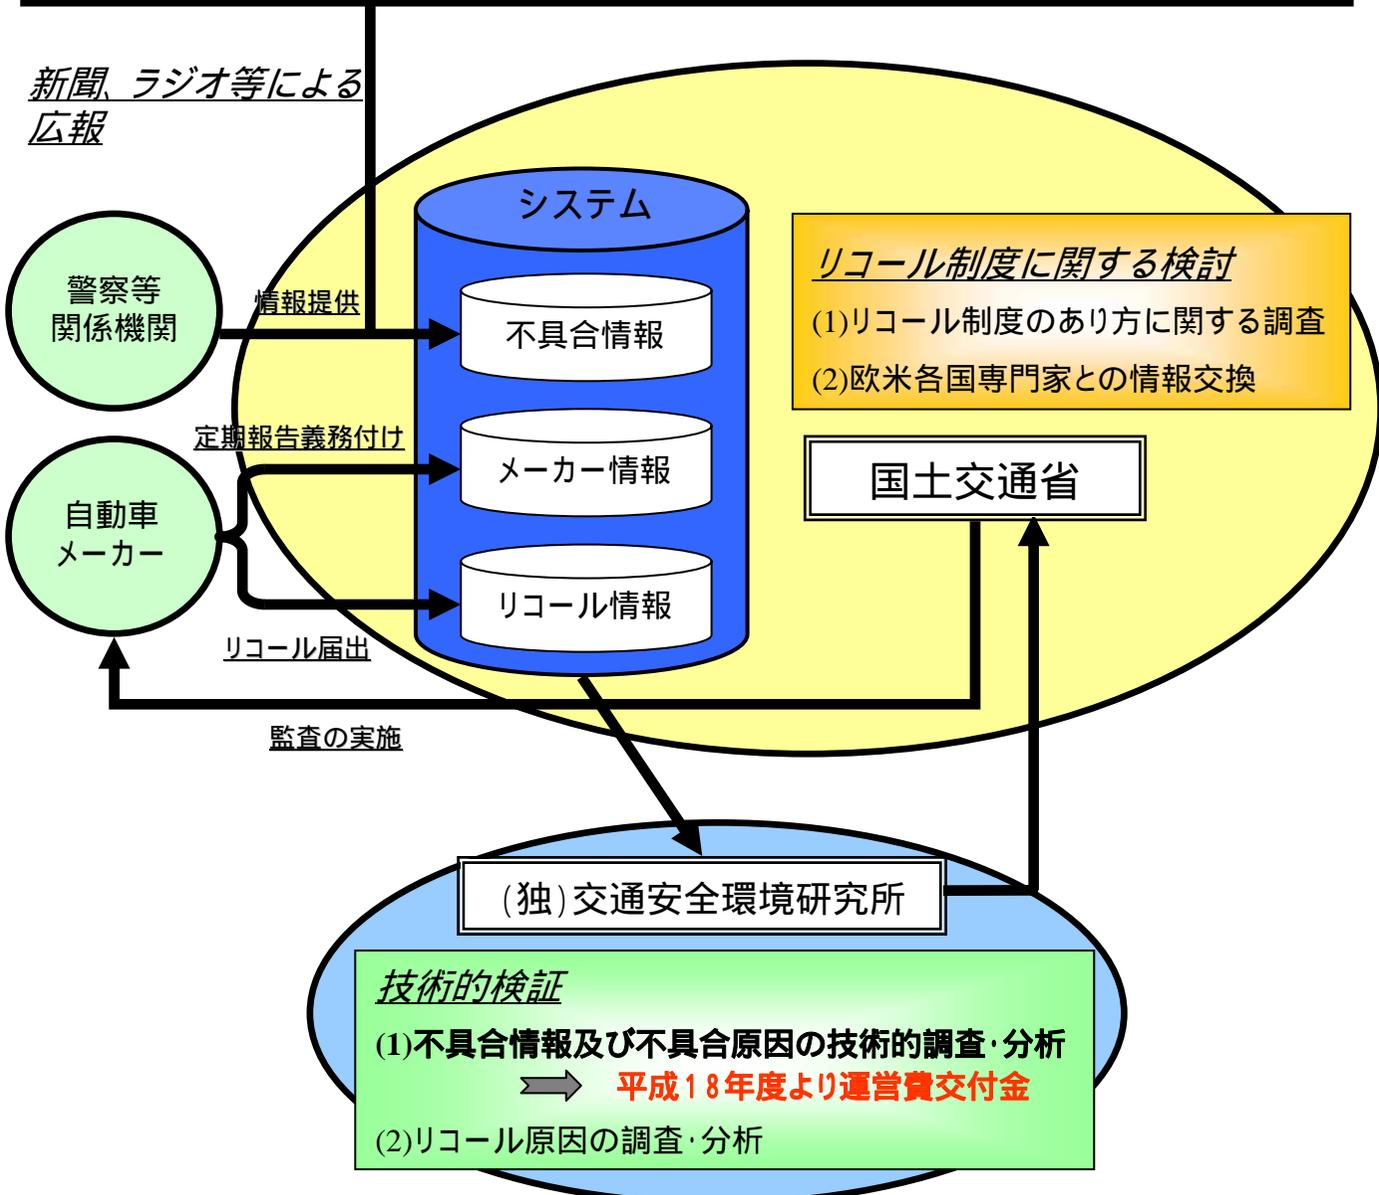 新聞、ラジオ等による
広報
システム
警察等
関係機関
情報提供
不具合情報
リコール制度に関する検討
(1)リコール制度のあり方に関する調査
(2)欧米各国専門家との情報交換
定期報告義務付け
メーカー情報
国土交通省
自動車
メーカー
リコール情報
リコール届出
監査の実施
(独)交通安全環境研究所
技術的検証
(1)不具合情報及び不具合原因の技術的調査・分析
平成18年度より運営費交付金
(2)リコール原因の調査・分析